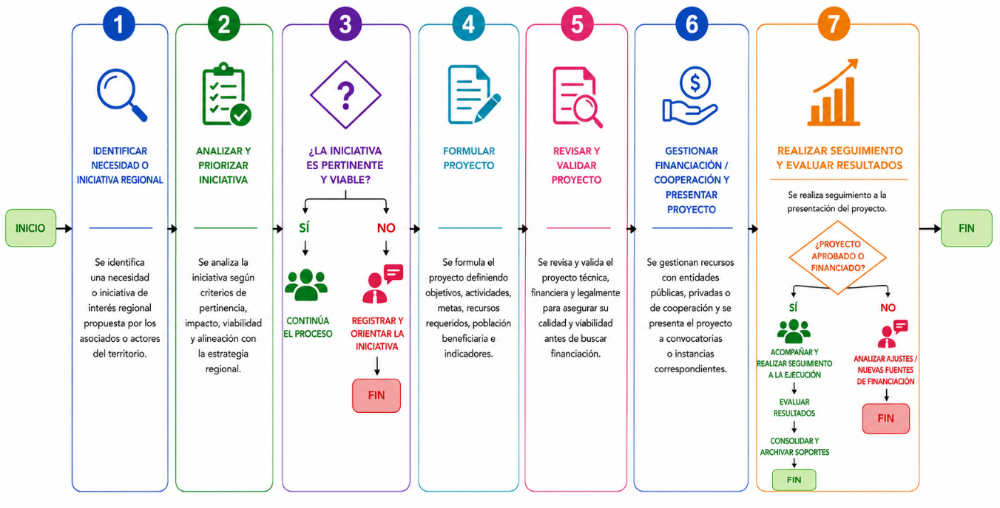 1
IDENTIFICAR
NECESIDAD O
INICIATIVA REGIONAL
Se identifica
una necesidad
o iniciativa de
interés regional
propuesta por los
asociados o actores
del territorio.
2
ANALIZAR Y
PRIORIZAR
INICIATIVA
Se analiza la
iniciativa según
criterios de
pertinencia,
impacto, viabilidad
y alineación con
la estrategia
regional.
3
?
¿LA INICIATIVA
ES PERTINENTE
Y VIABLE?
SÍ
CONTINÚA
EL PROCESO
NO
REGISTRAR Y
ORIENTAR LA
INICIATIVA
FIN
4
FORMULAR
PROYECTO
Se formula el
proyecto definiendo
objetivos, actividades,
metas, recursos
requeridos, población
beneficiaria e
indicadores.
5
REVISAR Y
VALIDAR
PROYECTO
Se revisa y valida el
proyecto técnica,
financiera y legalmente
para asegurar su
calidad y viabilidad
antes de buscar
financiación.
6
$
GESTIONAR
FINANCIACIÓN /
COOPERACIÓN Y
PRESENTAR
PROYECTO
Se gestionan recursos
con entidades
públicas, privadas o
de cooperación y se
presenta el proyecto
a convocatorias
o instancias
correspondientes.
7
REALIZAR SEGUIMIENTO
Y EVALUAR RESULTADOS
Se realiza seguimiento a la
presentación del proyecto.
¿PROYECTO
APROBADO O
FINANCIADO?
SÍ
ACOMPAÑAR Y
REALIZAR SEGUIMIENTO
A LA EJECUCIÓN
EVALUAR
RESULTADOS
CONSOLIDAR Y
ARCHIVAR SOPORTES
FIN
NO
ANALIZAR AJUSTES /
NUEVAS FUENTES
DE FINANCIACIÓN
FIN
INICIO
FIN